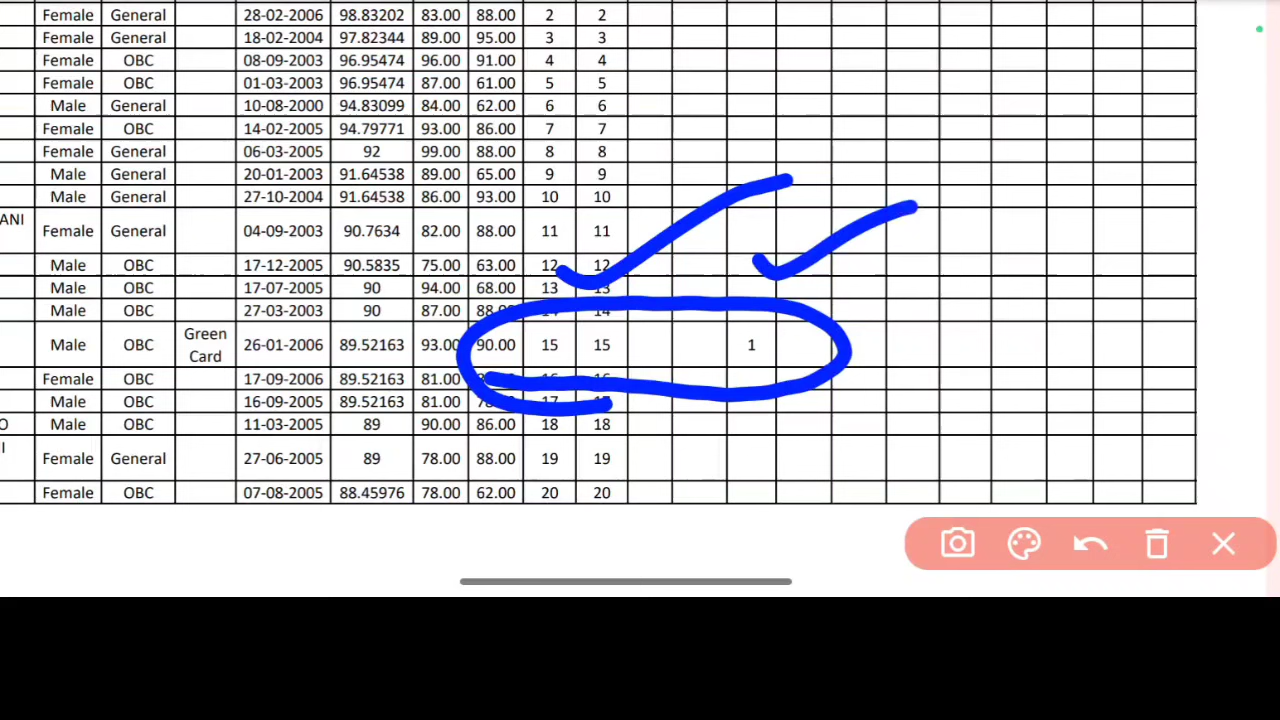 Female General 28-02-2006 98.83202 83.00 88.00 2 2
Female General 18-02-2004 97.82344 89.00 95.00 3 3
Female OBC 08-09-2003 96.95474 96.00 91.00 4 4
Female OBC 01-03-2003 96.95474 87.00 61.00 5 5
Male General 10-08-2000 94.83099 84.00 62.00 6 6
Female OBC 14-02-2005 94.79771 93.00 86.00 7 7
Female General 06-03-2005 92 99.00 88.00 8 8
Male General 20-01-2003 91.64538 89.00 65.00 9 9
Male General 27-10-2004 91.64538 86.00 93.00 10 10
ANI
Female General 04-09-2003 90.7634 82.00 88.00 11 11
Male OBC 17-12-2005 90.5835 75.00 63.00 12 12
Male OBC 17-07-2005 90 94.00 68.00 13 13
Male OBC 27-03-2003 90 87.00 88.00 14 14
Male OBC Green Card 26-01-2006 89.52163 93.00 90.00 15 15 1
Female OBC 17-09-2006 89.52163 81.00 16 16
Male OBC 16-09-2005 89.52163 81.00 17 17
O Male OBC 11-03-2005 89 90.00 86.00 18 18
I
Female General 27-06-2005 89 78.00 88.00 19 19
Female OBC 07-08-2005 88.45976 78.00 62.00 20 20